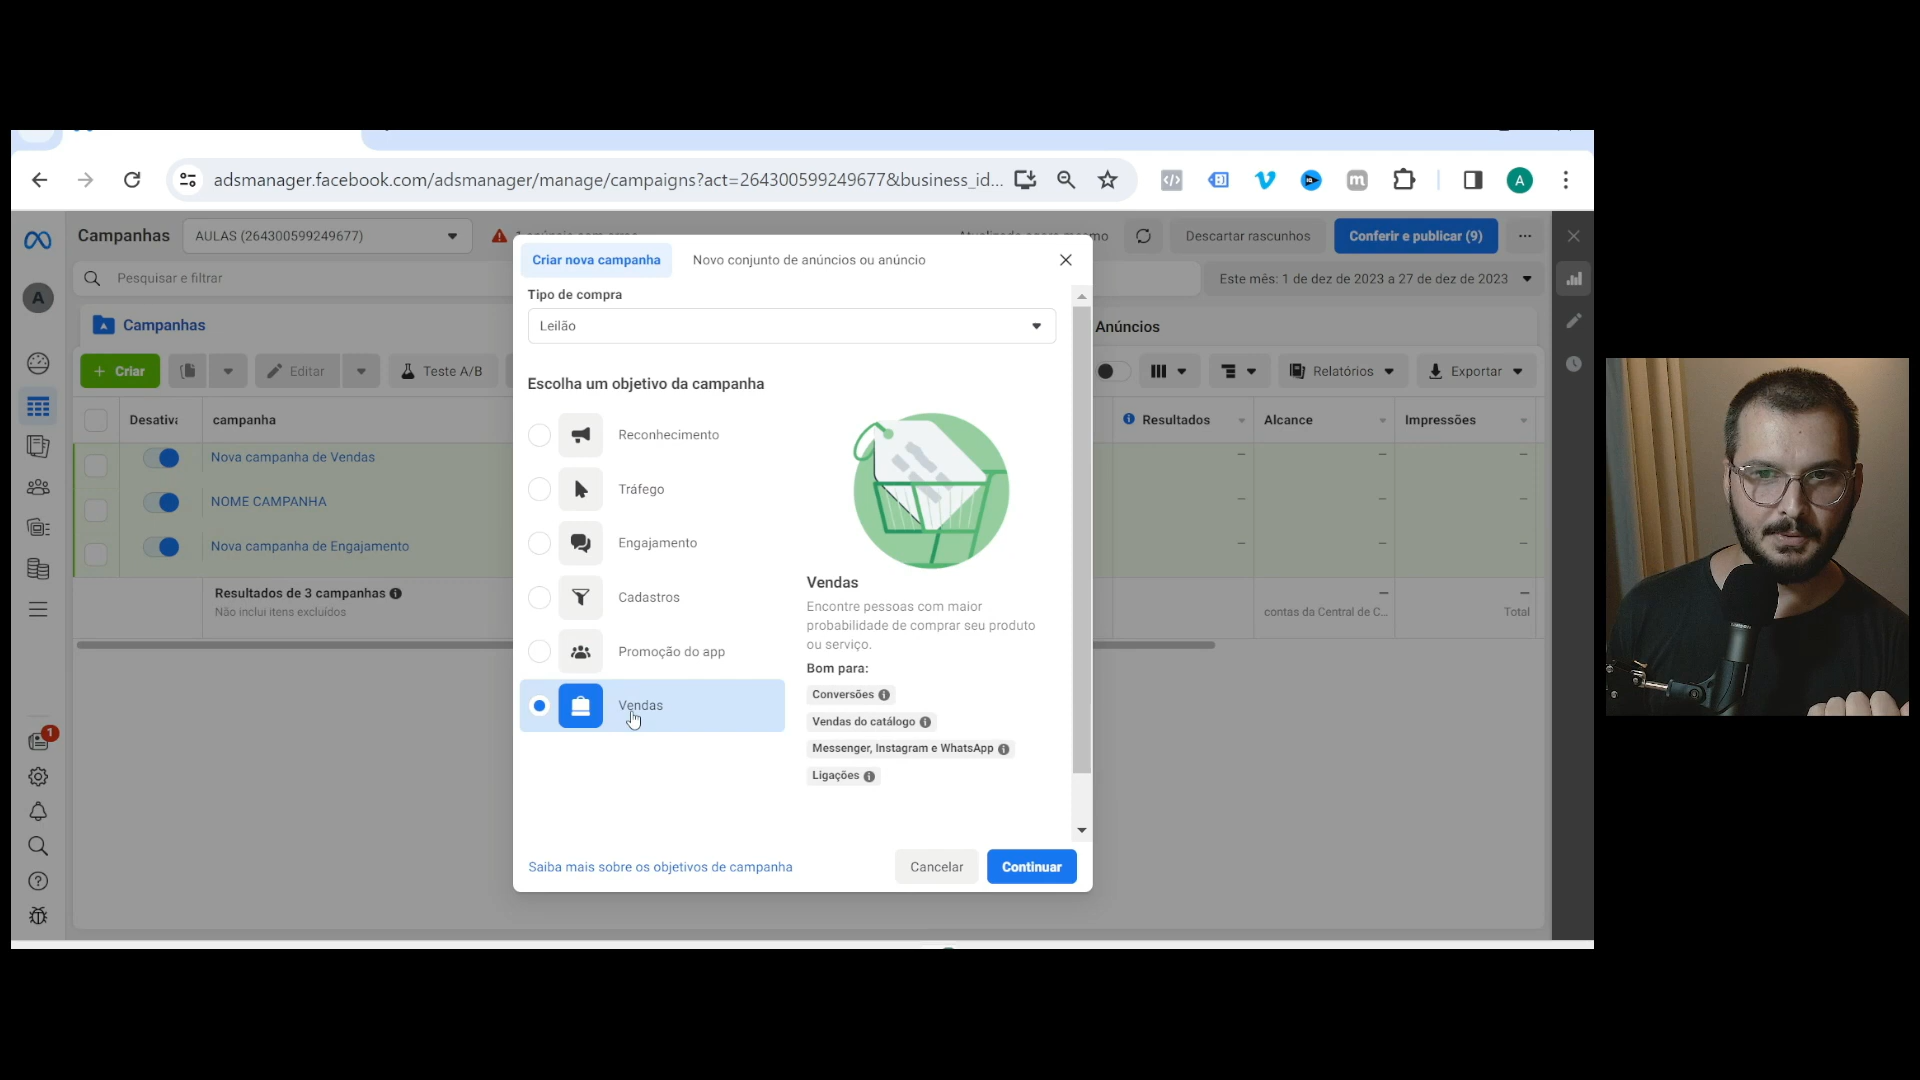 adsmanager.facebook.com/adsmanager/manage/campaigns?act=264300599249677&business_id...
A
Campanhas
AULAS (264300599249677)
Descartar rascunhos
Conferir e publicar (9)
Criar nova campanha
Novo conjunto de anúncios ou anúncio
A
Pesquisar e filtrar
Este mês: 1 de dez de 2023 a 27 de dez de 2023
Tipo de compra
Leilão
Campanhas
Anúncios
+ Criar
Editar
Teste A/B
Relatórios
Exportar
Escolha um objetivo da campanha
Desativa
campanha
Resultados
Alcance
Impressões
Reconhecimento
Nova campanha de Vendas
Tráfego
NOME CAMPANHA
Engajamento
Nova campanha de Engajamento
Cadastros
Resultados de 3 campanhas
Não inclui itens excluídos
contas da Central de C...
Total
Promoção do app
Vendas
Vendas
Encontre pessoas com maior
probabilidade de comprar seu produto
ou serviço.
Bom para:
Conversões
Vendas do catálogo
Messenger, Instagram e WhatsApp
Ligações
1
Saiba mais sobre os objetivos de campanha
Cancelar
Continuar